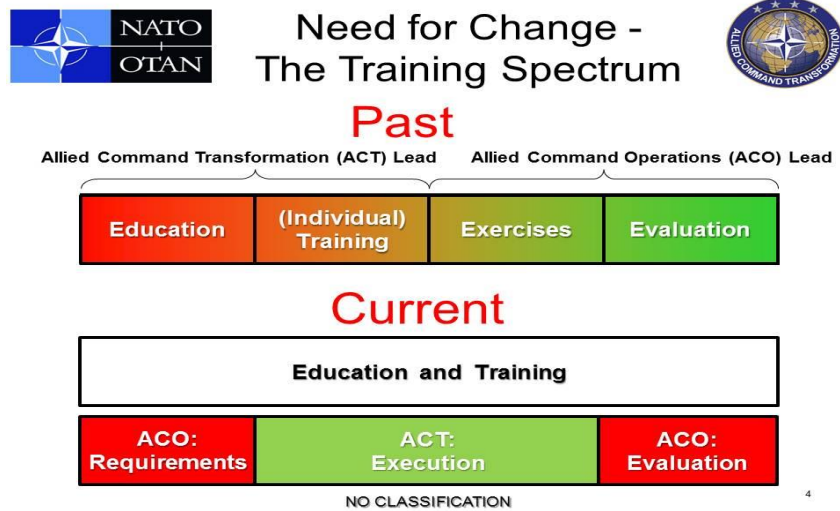 NATO
OTAN
Need for Change -
The Training Spectrum
ALLIED COMMAND TRANSFORMATION
Past
Allied Command Transformation (ACT) Lead
Allied Command Operations (ACO) Lead
Education
(Individual)
Training
Exercises
Evaluation
Current
Education and Training
ACO:
Requirements
ACT:
Execution
ACO:
Evaluation
NO CLASSIFICATION
4